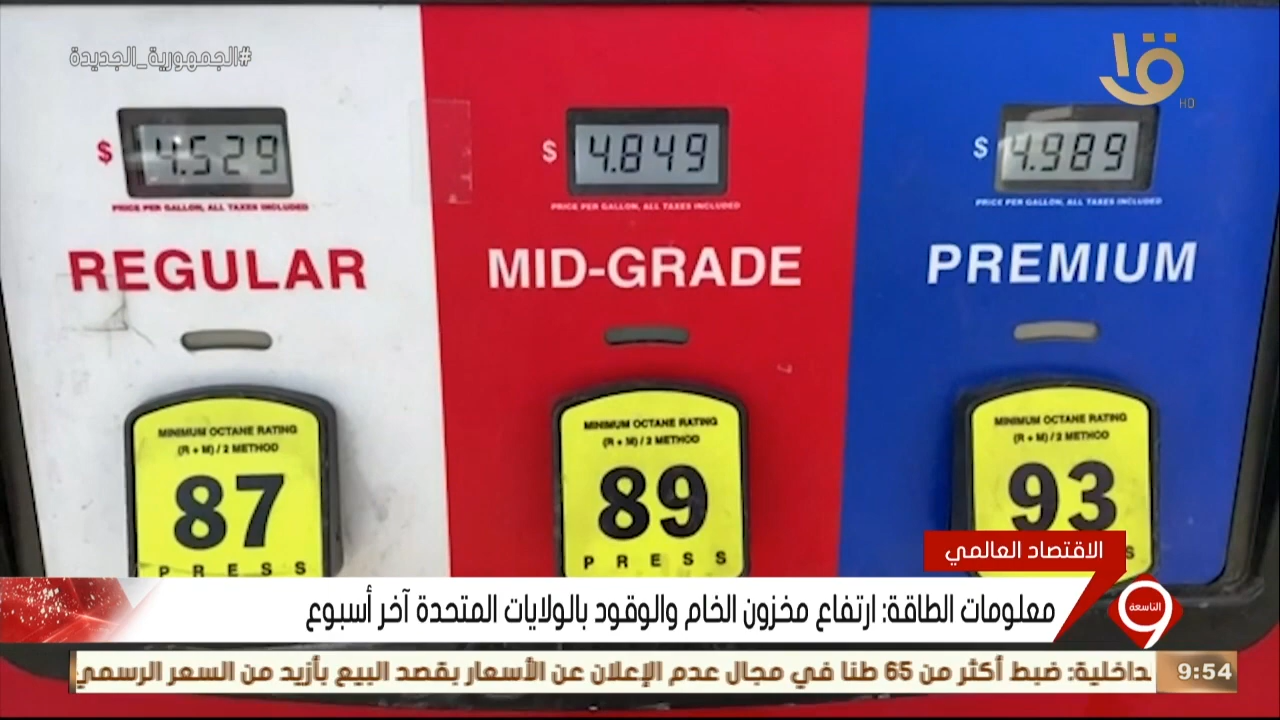 #الجمهورية_الجديدة
HD
$ 4.529
PRICE PER GALLON, ALL TAXES INCLUDED
REGULAR
MINIMUM OCTANE RATING
(R + M) / 2 METHOD
87
PRESS
$ 4.849
PRICE PER GALLON, ALL TAXES INCLUDED
MID-GRADE
MINIMUM OCTANE RATING
(R + M) / 2 METHOD
89
PRESS
$ 4.989
PRICE PER GALLON, ALL TAXES INCLUDED
PREMIUM
MINIMUM OCTANE RATING
(R + M) / 2 METHOD
93
الاقتصاد العالمي
التاسعة
9
معلومات الطاقة: ارتفاع مخزون الخام والوقود بالولايات المتحدة آخر أسبوع
ضبط أكثر من 65 طنا في مجال عدم الإعلان عن الأسعار بقصد البيع بأزيد من السعر الرسمي
9:54